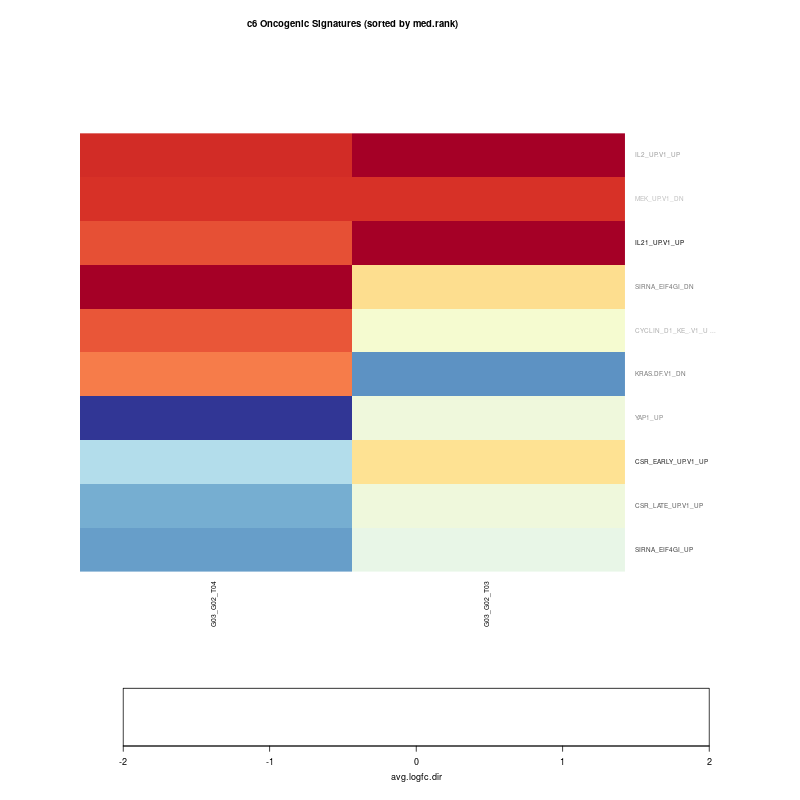 c6 Oncogenic Signatures (sorted by med.rank)
IL2_UP.V1_UP
MEK_UP.V1_DN
IL21_UP.V1_UP
SIRNA_EIF4GI_DN
CYCLIN_D1_KE_.V1_U ...
KRAS.DF.V1_DN
YAP1_UP
CSR_EARLY_UP.V1_UP
CSR_LATE_UP.V1_UP
SIRNA_EIF4GI_UP
G03_G02_T04
G03_G02_T03
-2 -1 0 1 2
avg.logfc.dir